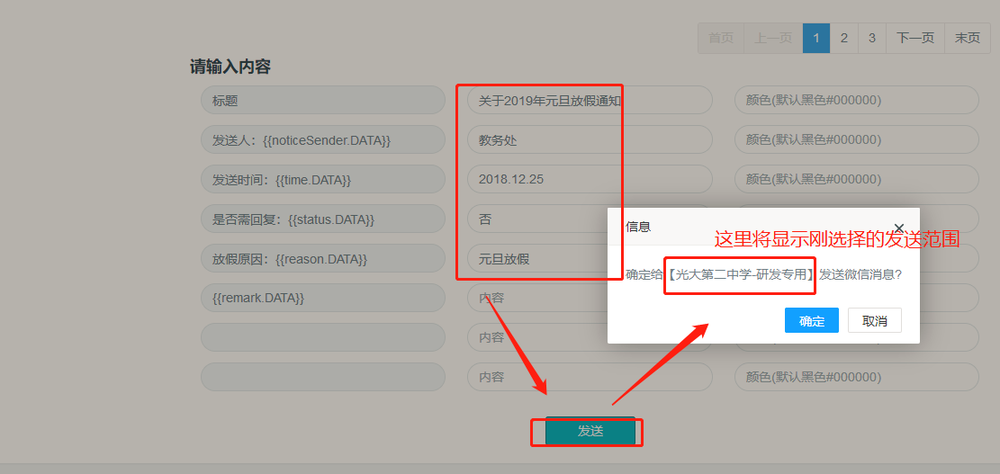 首页 上一页 1 2 3 下一页 末页
请输入内容
标题 关于2019年元旦放假通知 颜色(默认黑色#000000)
发送人：{{noticeSender.DATA}} 教务处 颜色(默认黑色#000000)
发送时间：{{time.DATA}} 2018.12.25 颜色(默认黑色#000000)
是否需回复：{{status.DATA}} 否
放假原因：{{reason.DATA}} 元旦放假
{{remark.DATA}} 内容
内容
内容 颜色(默认黑色#000000)
信息 ×
这里将显示刚选择的发送范围
确定给【光大第二中学-研发专用】发送微信消息?
确定 取消
发送